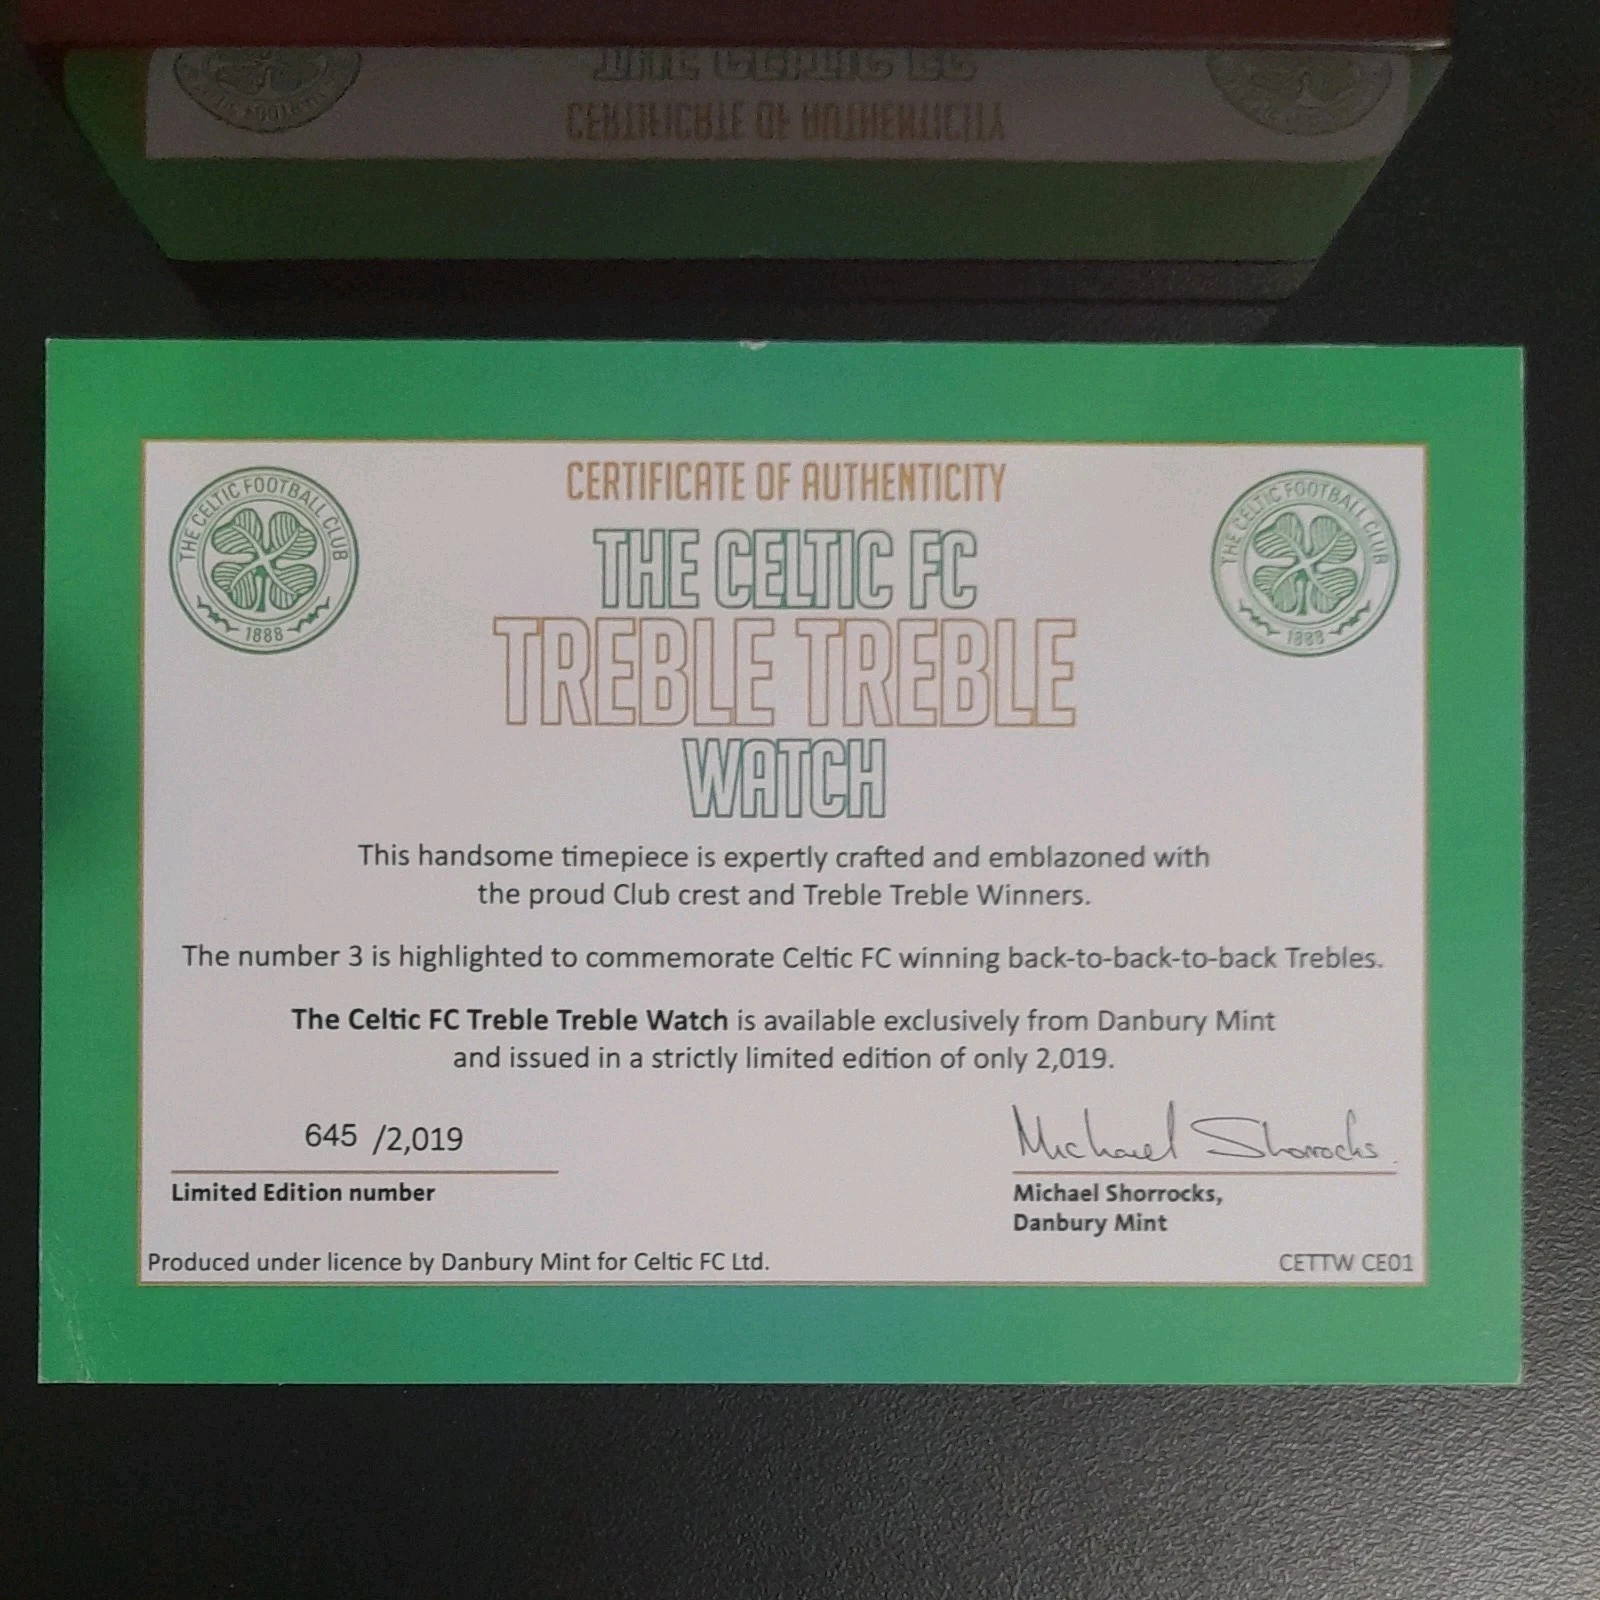 CERTIFICATE OF AUTHENTICITY
THE CELTIC FC
TREBLE TREBLE
WATCH
THE CELTIC FOOTBALL CLUB
1888
THE CELTIC FOOTBALL CLUB
1888
This handsome timepiece is expertly crafted and emblazoned with
the proud Club crest and Treble Treble Winners.
The number 3 is highlighted to commemorate Celtic FC winning back-to-back-to-back Trebles.
The Celtic FC Treble Treble Watch is available exclusively from Danbury Mint
and issued in a strictly limited edition of only 2,019.
645 /2,019
Limited Edition number
Michael Shorrocks
Michael Shorrocks,
Danbury Mint
Produced under licence by Danbury Mint for Celtic FC Ltd.
CETTW CE01